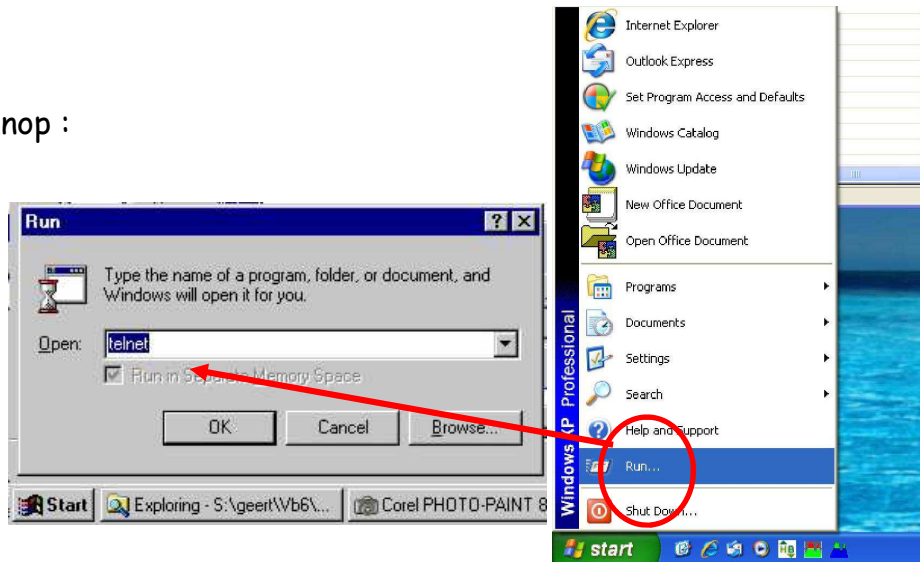 nop :
Run
Type the name of a program, folder, or document, and
Windows will open it for you.
Open: telnet
Run in Separate Memory Space
OK Cancel Browse...
Start Exploring - S:\geert\Vb6\... Corel PHOTO-PAINT 8
Internet Explorer
Outlook Express
Set Program Access and Defaults
Windows Catalog
Windows Update
New Office Document
Open Office Document
Programs
Documents
Settings
Search
Help and Support
Run...
Shut Down...
Windows XP Professional
start